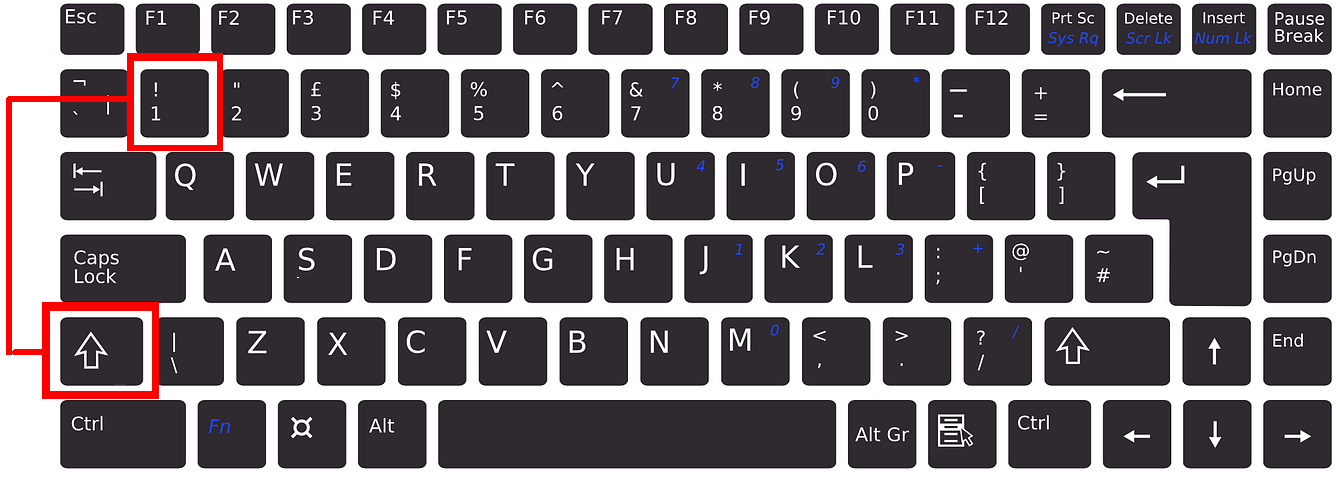 Esc F1 F2 F3 F4 F5 F6 F7 F8 F9 F10 F11 F12 Prt Sc Delete Insert Pause
Sys Rq Scr Lk Num Lk Break
¬ ! " £ $ % ^ & 7 * 8 ( 9 ) * — + Home
` | 1 2 3 4 5 6 7 8 9 0 - =
Q W E R T Y U 4 I 5 O 6 P - { } PgUp
[ ]
Caps A S D F G H J 1 K 2 L 3 : + @ ~ PgDn
Lock ; ' #
| Z X C V B N M 0 < > ? / End
\ , . /
Ctrl Fn Alt Alt Gr Ctrl